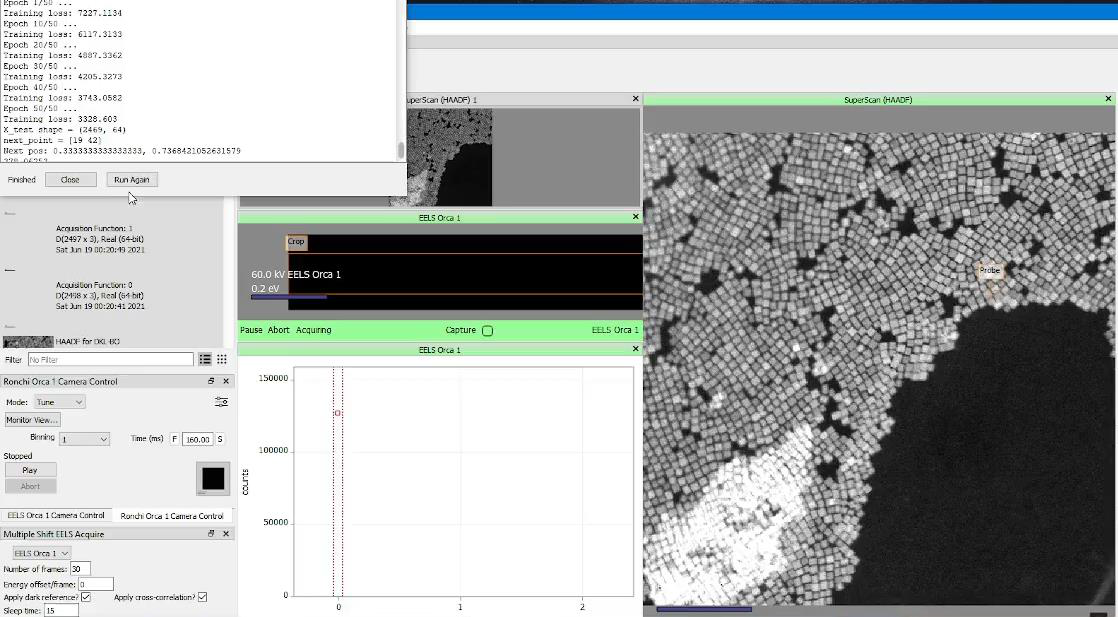 Epoch 1/50 ...
Training loss: 7227.1134
Epoch 10/50 ...
Training loss: 6117.3133
Epoch 20/50 ...
Training loss: 4887.3362
Epoch 30/50 ...
Training loss: 4205.3273
Epoch 40/50 ...
Training loss: 3743.0582
Epoch 50/50 ...
Training loss: 3328.603
X_test shape = (2469, 64)
next_point = [19 42]
Next pos: 0.3333333333333333, 0.7368421052631579
Finished Close Run Again
Acquisition Function: 1
D(2497 x 3), Real (64-bit)
Sat Jun 19 00:20:49 2021
Acquisition Function: 0
D(2498 x 3), Real (64-bit)
Sat Jun 19 00:20:41 2021
HAADF for DKL-BO
Filter No Filter
Ronchi Orca 1 Camera Control
Mode: Tune
Monitor View...
Binning 1 Time (ms) F 160.00 S
Stopped
Play
Abort
EELS Orca 1 Camera Control Ronchi Orca 1 Camera Control
Multiple Shift EELS Acquire
EELS Orca 1
Number of frames: 30
Energy offset/frame: 0
Apply dark reference? Apply cross-correlation?
Sleep time: 15
uperScan (HAADF) 1
EELS Orca 1
Crop
60.0 kV EELS Orca 1
0.2 eV
Pause Abort Acquiring Capture EELS Orca 1
EELS Orca 1
150000
100000
50000
0
counts
0 1 2
SuperScan (HAADF)
Probe